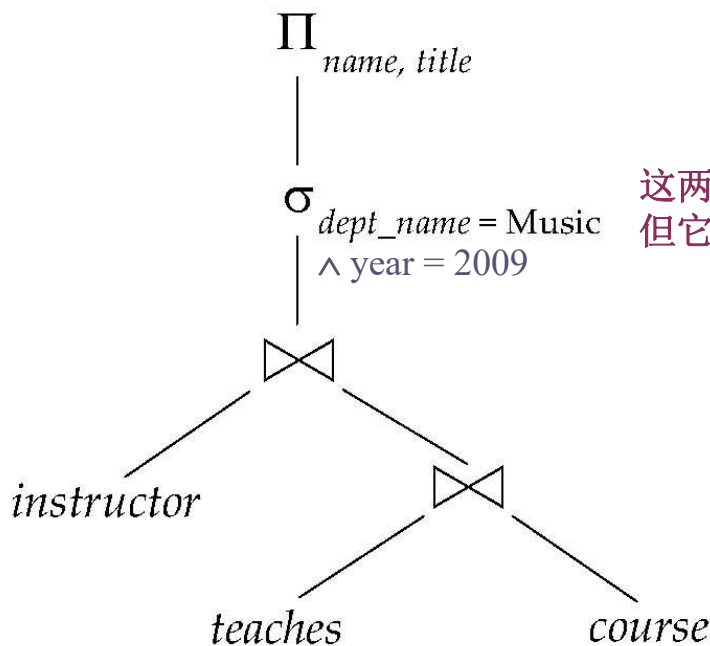 Π name, title
σ dept_name = Music
∧ year = 2009
这两
但它
⋈
instructor
⋈
teaches
course